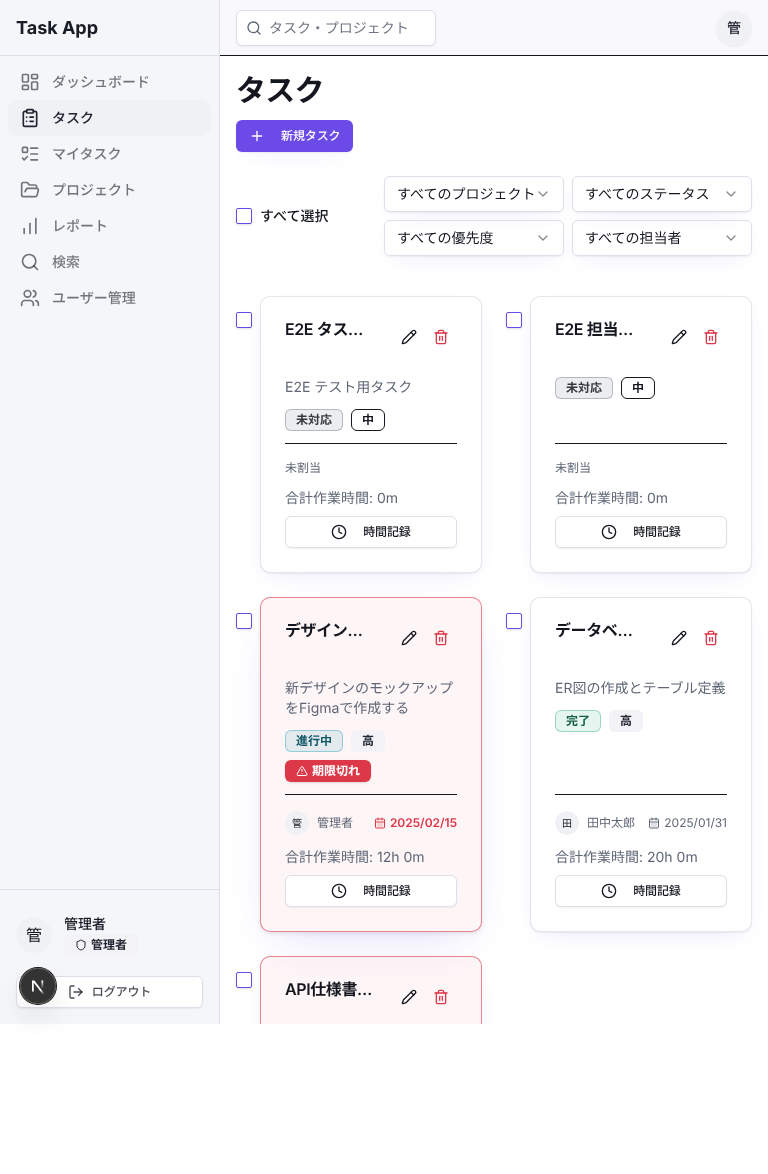 Task App
ダッシュボード
タスク
マイタスク
プロジェクト
レポート
検索
ユーザー管理
管
管理者
管理者
N
ログアウト
タスク・プロジェクト
管
タスク
新規タスク
すべて選択
すべてのプロジェクト
すべてのステータス
すべての優先度
すべての担当者
E2E タス...
E2E テスト用タスク
未対応 中
未割当
合計作業時間: 0m
時間記録
E2E 担当...
未対応 中
未割当
合計作業時間: 0m
時間記録
デザイン...
新デザインのモックアップ
をFigmaで作成する
進行中 高
期限切れ
管 管理者 2025/02/15
合計作業時間: 12h 0m
時間記録
データベ...
ER図の作成とテーブル定義
完了 高
田 田中太郎 2025/01/31
合計作業時間: 20h 0m
時間記録
API仕様書...